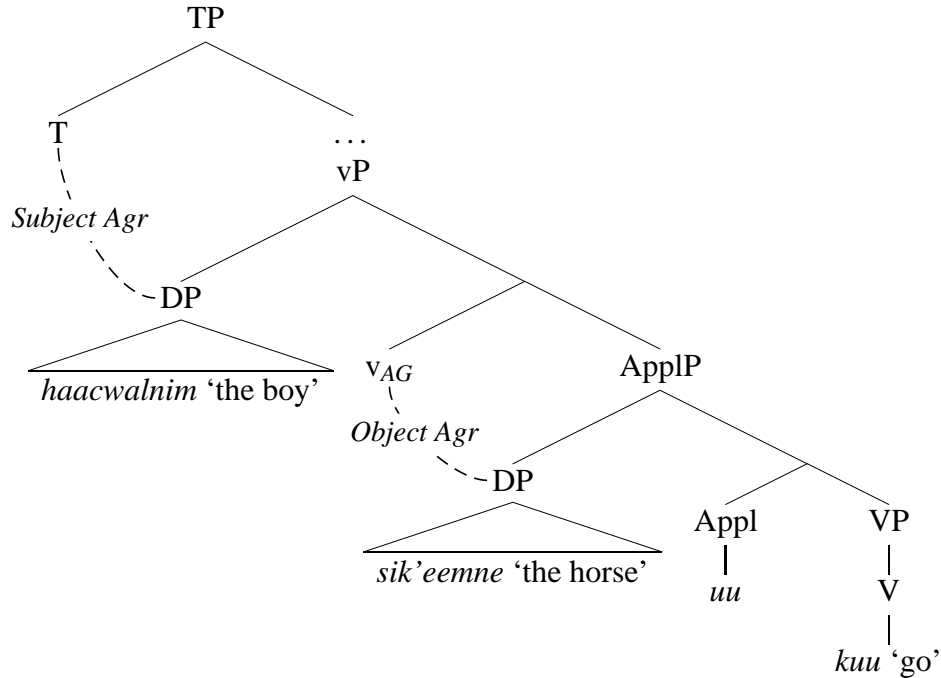 TP
T
. . .
vP
Subject Agr
DP
haacwalnim ‘the boy’
v_AG
ApplP
Object Agr
DP
sik’eemne ‘the horse’
Appl
VP
uu
V
kuu ‘go’